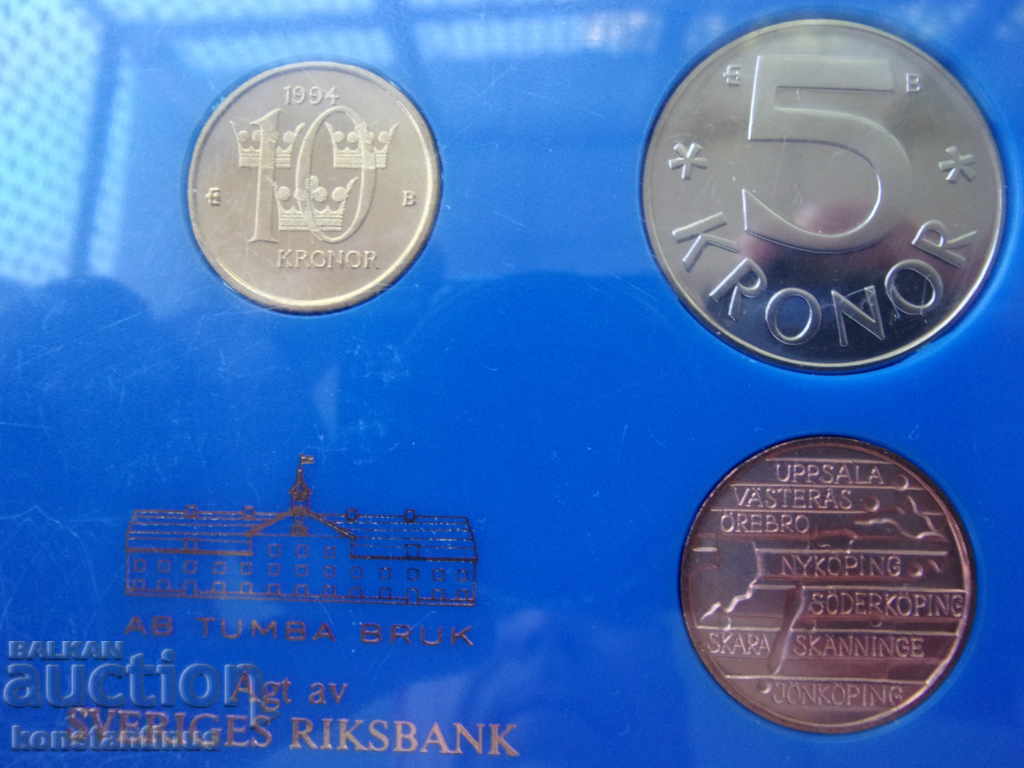 1994
10
E B
KRONOR
E B
5
* *
KRONOR
UPPSALA
VÄSTERÅS
ÖREBRO
NYKÖPING
SÖDERKÖPING
SKARA SKÄNNINGE
JÖNKÖPING
AB TUMBA BRUK
Ägt av
SVERIGES RIKSBANK
BALKAN
auction
konstantinus